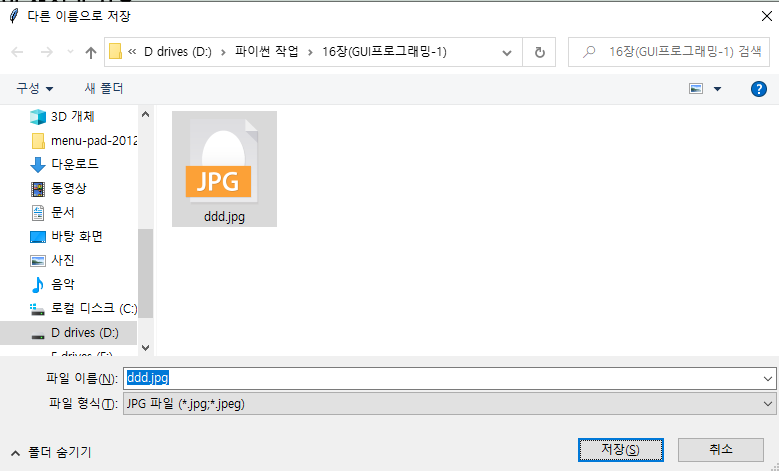 다른 이름으로 저장
« D drives (D:) > 파이썬 작업 > 16장(GUI프로그래밍-1)
16장(GUI프로그래밍-1) 검색
구성 새 폴더
3D 개체
menu-pad-2012
다운로드
동영상
문서
바탕 화면
사진
음악
로컬 디스크 (C:)
D drives (D:)
JPG
ddd.jpg
파일 이름(N): ddd.jpg
파일 형식(T): JPG 파일 (*.jpg;*.jpeg)
폴더 숨기기
저장(S) 취소